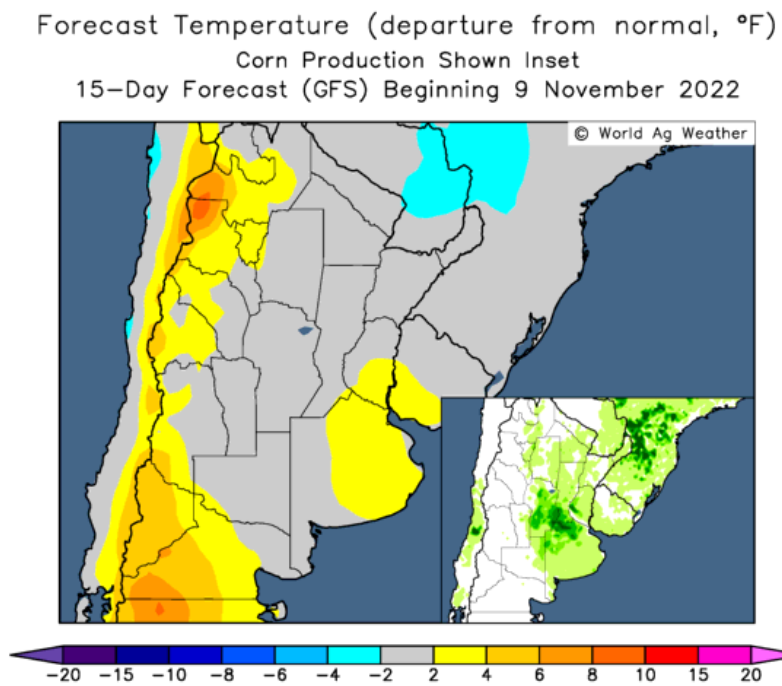 Forecast Temperature (departure from normal, °F)
Corn Production Shown Inset
15-Day Forecast (GFS) Beginning 9 November 2022
© World Ag Weather
-20 -15 -10 -8 -6 -4 -2 2 4 6 8 10 15 20